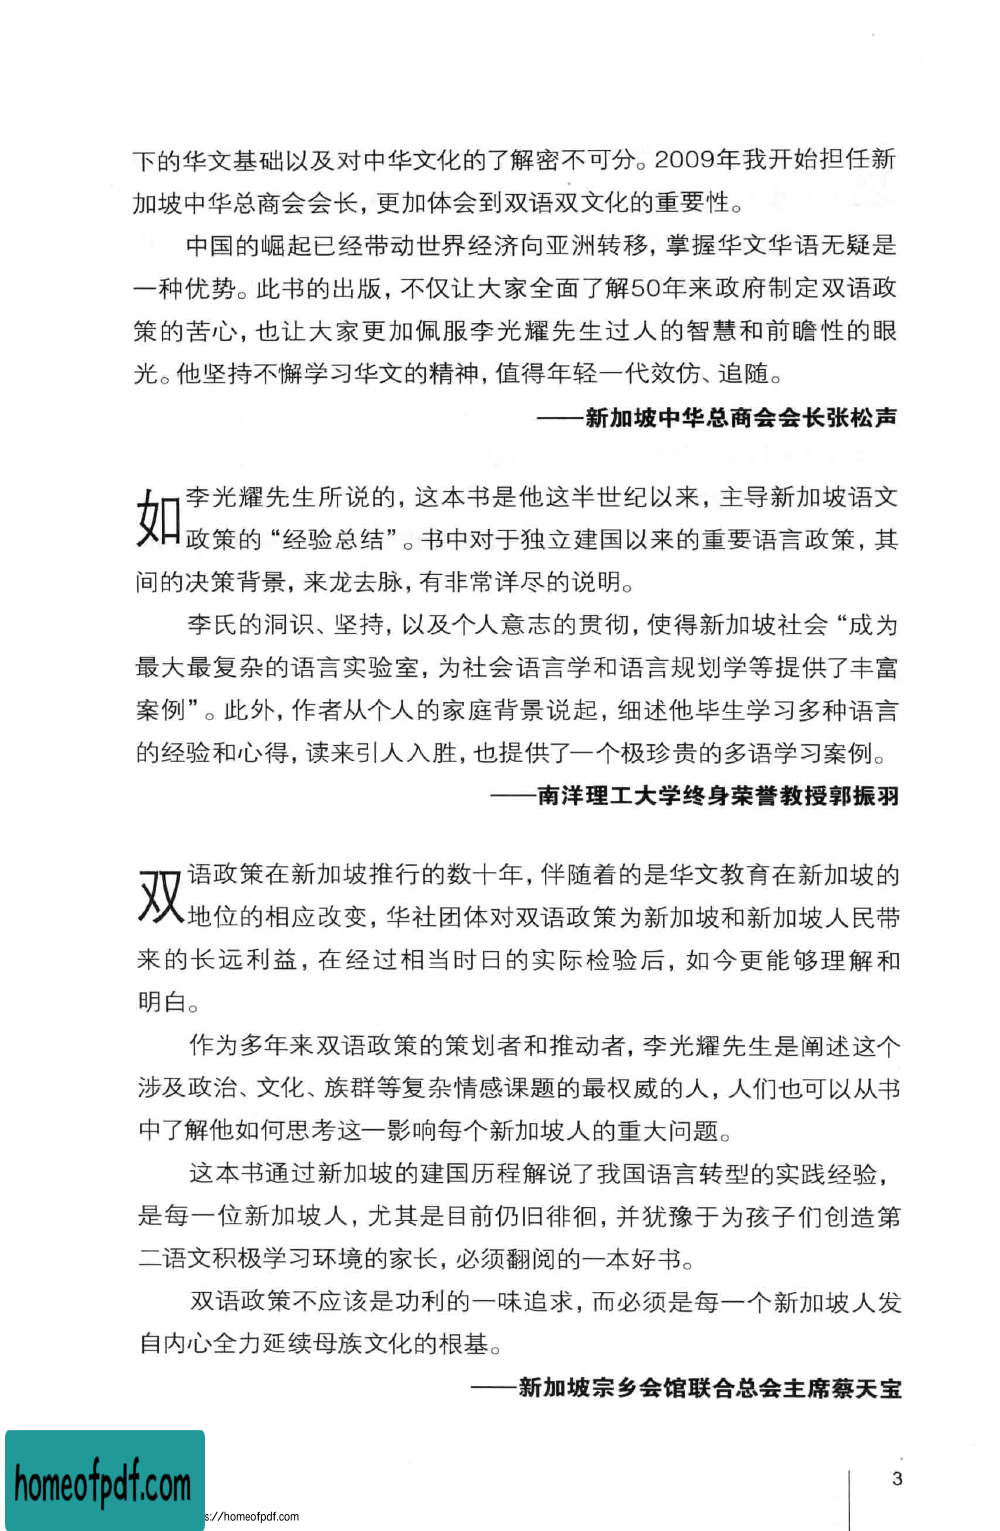 下的华文基础以及对中华文化的了解密不可分。2009年我开始担任新
加坡中华总商会会长，更加体会到双语双文化的重要性。
中国的崛起已经带动世界经济向亚洲转移，掌握华文华语无疑是
一种优势。此书的出版，不仅让大家全面了解50年来政府制定双语政
策的苦心，也让大家更加佩服李光耀先生过人的智慧和前瞻性的眼
光。他坚持不懈学习华文的精神，值得年轻一代效仿、追随。
——新加坡中华总商会会长张松声
如李光耀先生所说的，这本书是他这半世纪以来，主导新加坡语文
政策的“经验总结”。书中对于独立建国以来的重要语言政策，其
间的决策背景，来龙去脉，有非常详尽的说明。
李氏的洞识、坚持，以及个人意志的贯彻，使得新加坡社会“成为
最大最复杂的语言实验室，为社会语言学和语言规划学等提供了丰富
案例”。此外，作者从个人的家庭背景说起，细述他毕生学习多种语言
的经验和心得，读来引人入胜，也提供了一个极珍贵的多语学习案例。
——南洋理工大学终身荣誉教授郭振羽
双语政策在新加坡推行的数十年，伴随着的是华文教育在新加坡的
地位的相应改变，华社团体对双语政策为新加坡和新加坡人民带
来的长远利益，在经过相当时日的实际检验后，如今更能够理解和
明白。
作为多年来双语政策的策划者和推动者，李光耀先生是阐述这个
涉及政治、文化、族群等复杂情感课题的最权威的人，人们也可以从书
中了解他如何思考这一影响每个新加坡人的重大问题。
这本书通过新加坡的建国历程解说了我国语言转型的实践经验，
是每一位新加坡人，尤其是目前仍旧徘徊，并犹豫于为孩子们创造第
二语文积极学习环境的家长，必须翻阅的一本好书。
双语政策不应该是功利的一味追求，而必须是每一个新加坡人发
自内心全力延续母族文化的根基。
——新加坡宗乡会馆联合总会主席蔡天宝
3
homeofpdf.com
s://homeofpdf.com